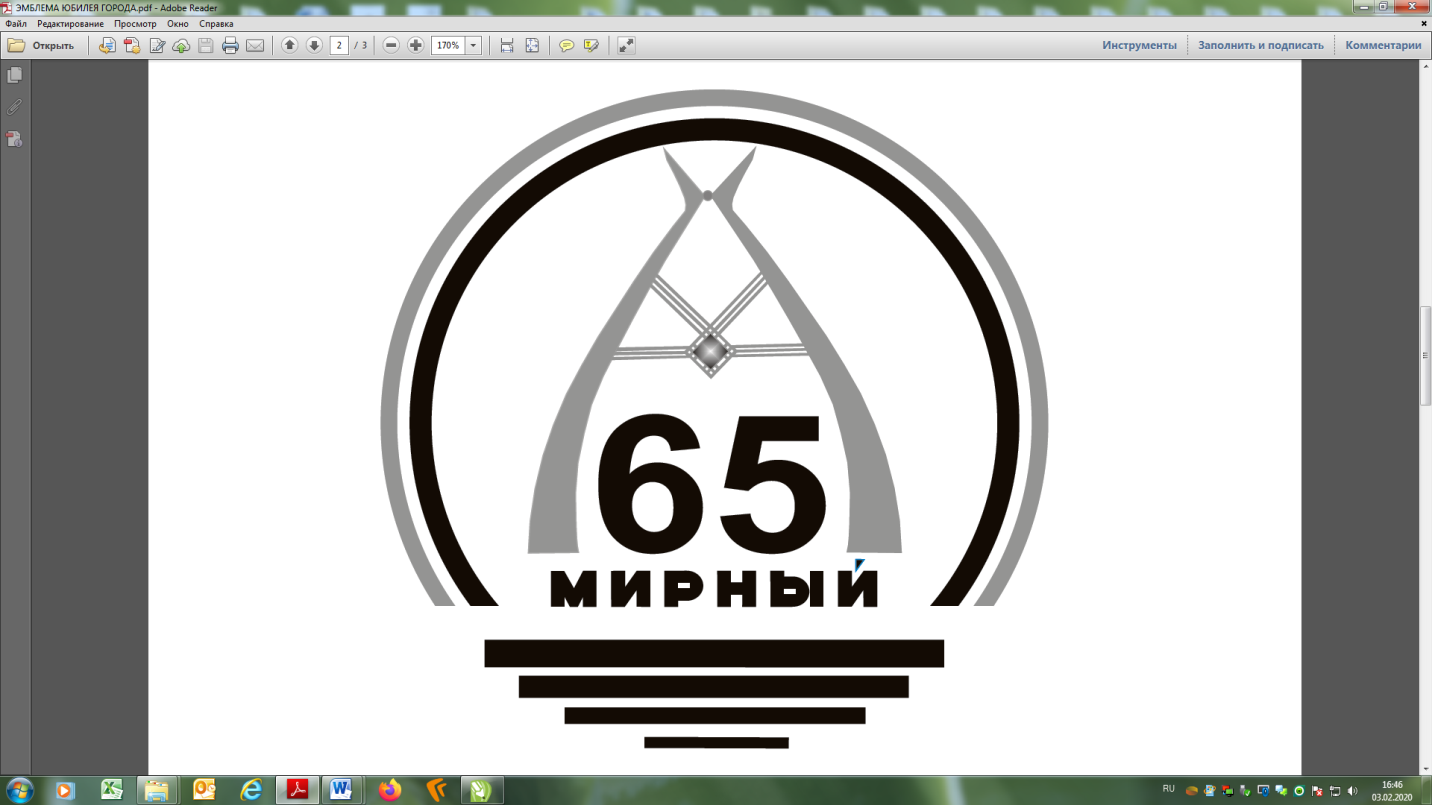 ЭМБЛЕМА ЮБИЛЕЯ ГОРОДА.pdf - Adobe Reader
Файл Редактирование Просмотр Окно Справка
Открыть 2 / 3 170% Инструменты Заполнить и подписать Комментарии
65
МИРНЫЙ
RU 16:46
03.02.2020